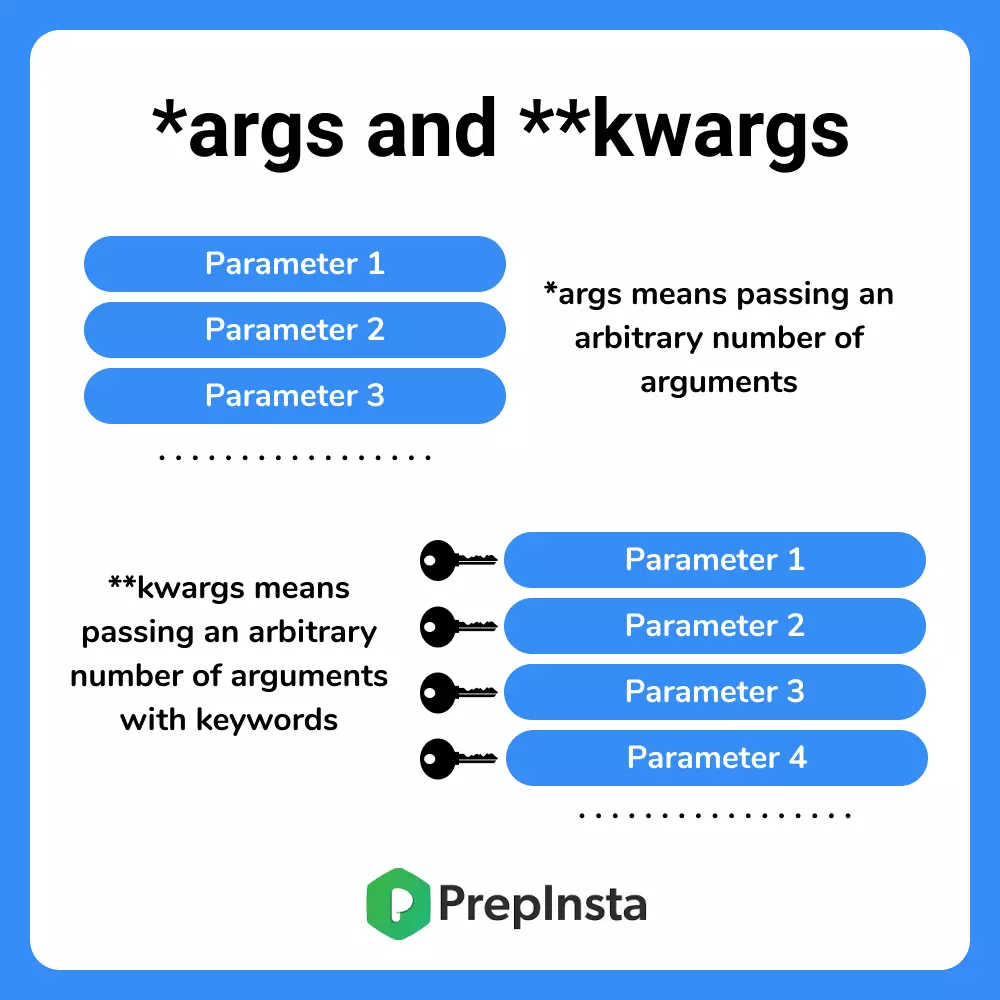 *args and **kwargs
Parameter 1
Parameter 2
Parameter 3
*args means passing an
arbitrary number of
arguments
**kwargs means
passing an arbitrary
number of arguments
with keywords
Parameter 1
Parameter 2
Parameter 3
Parameter 4
PrepInsta